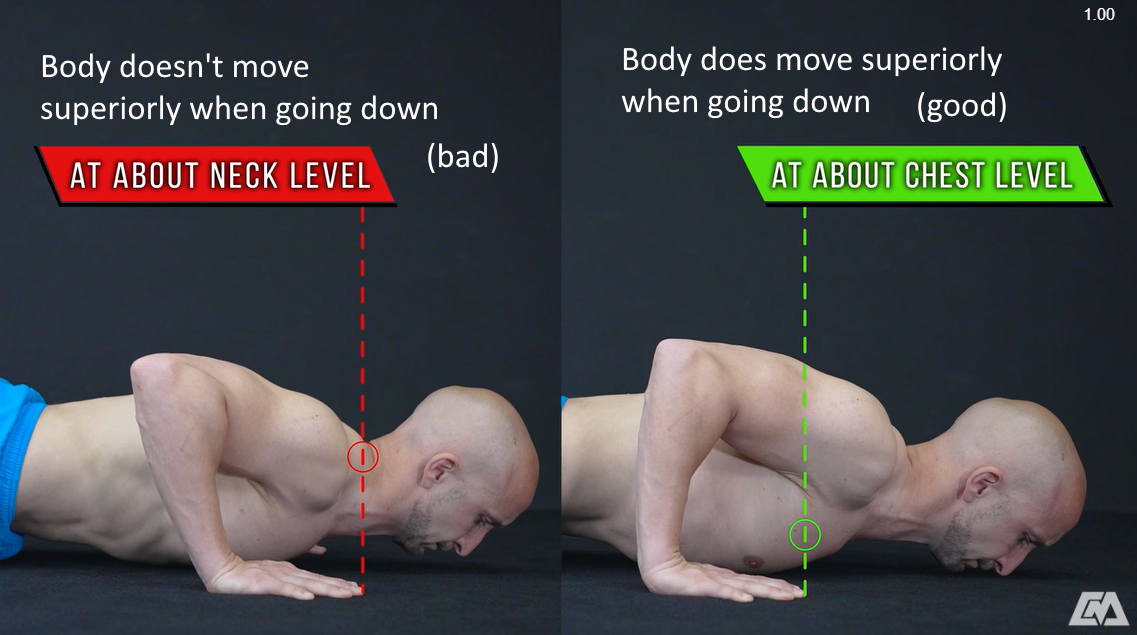 1.00
Body doesn't move
superiorly when going down
(bad)
AT ABOUT NECK LEVEL
Body does move superiorly
when going down (good)
AT ABOUT CHEST LEVEL